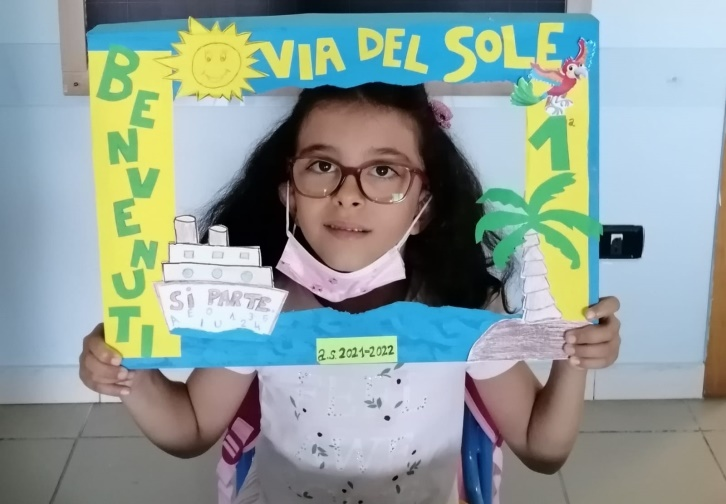 VIA DEL SOLE
BENVENUTI
1ª
SI PARTE
a.s. 2021-2022